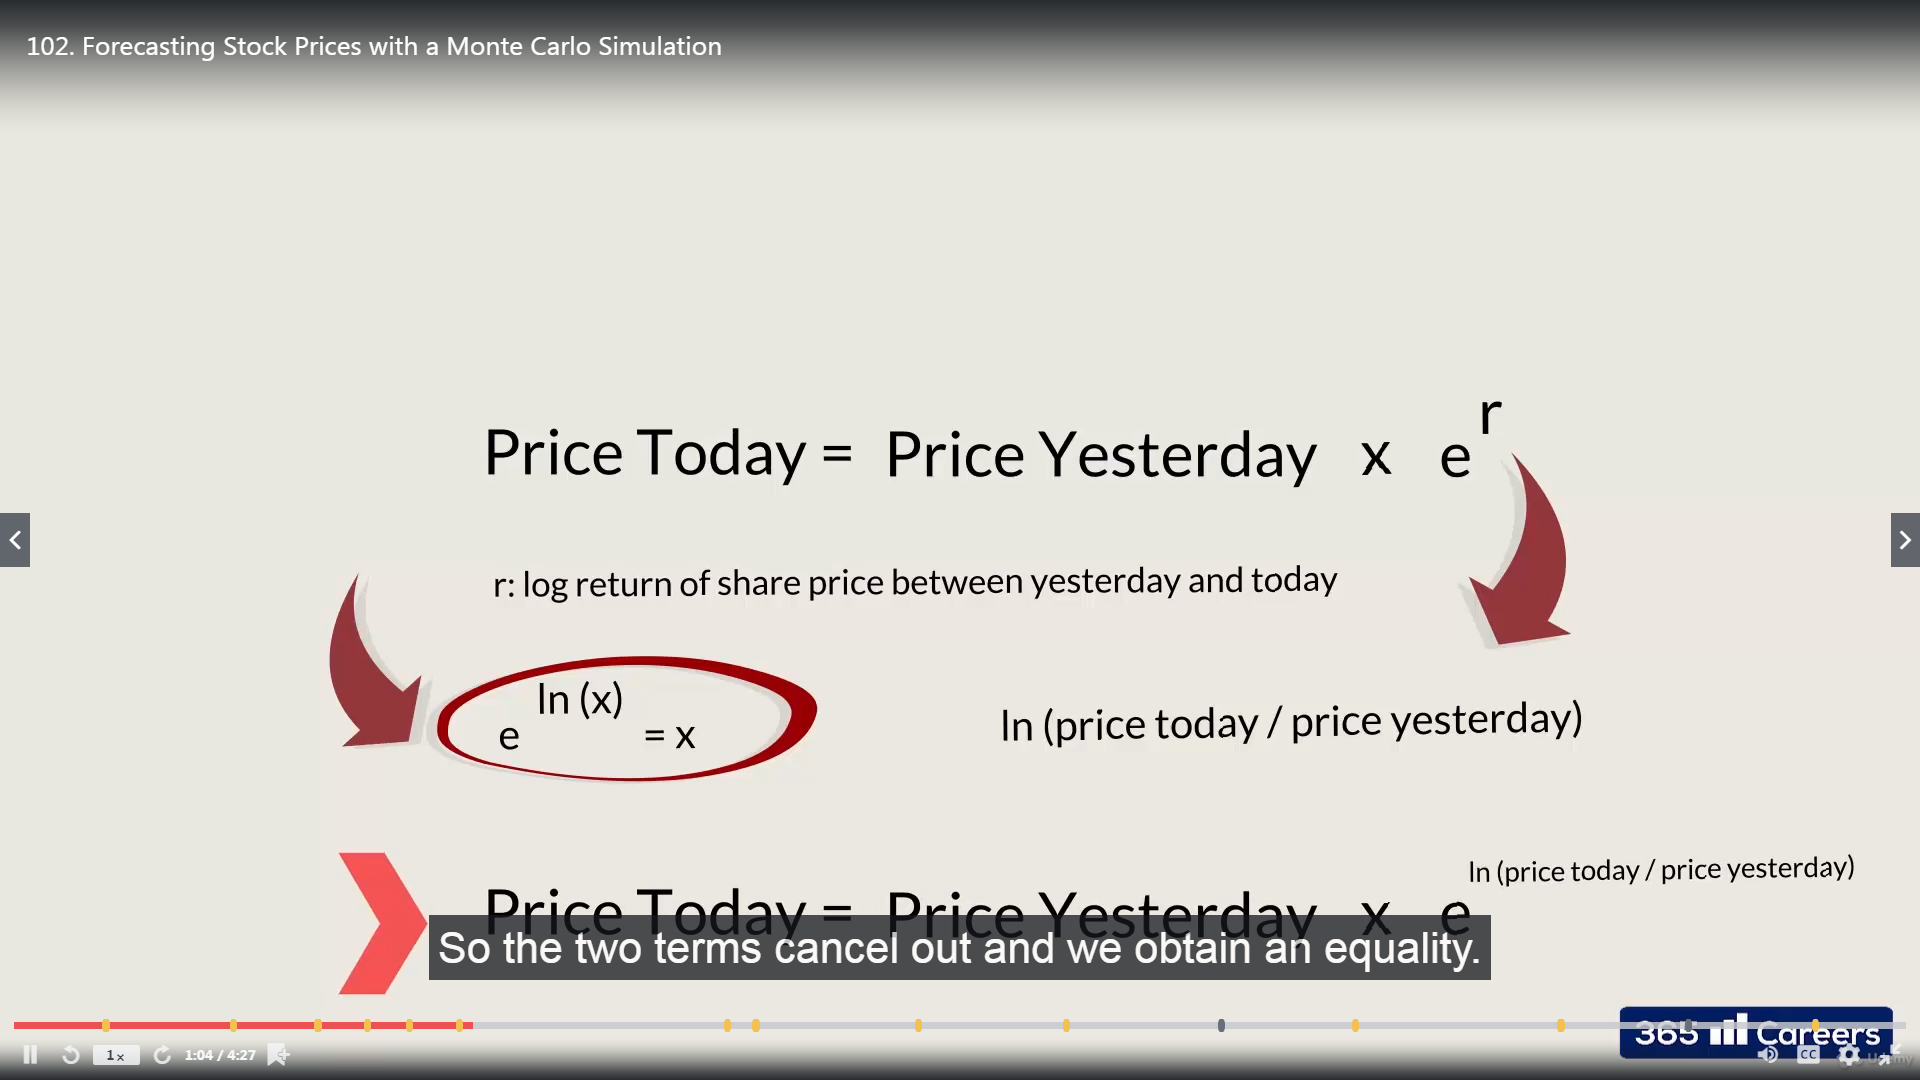 102. Forecasting Stock Prices with a Monte Carlo Simulation
Price Today = Price Yesterday x e^r
r: log return of share price between yesterday and today
e^ln (x) = x
ln (price today / price yesterday)
Price Today = Price Yesterday x e^ln (price today / price yesterday)
So the two terms cancel out and we obtain an equality.
365 Careers
1x
1:04 / 4:27
CC
Udemy